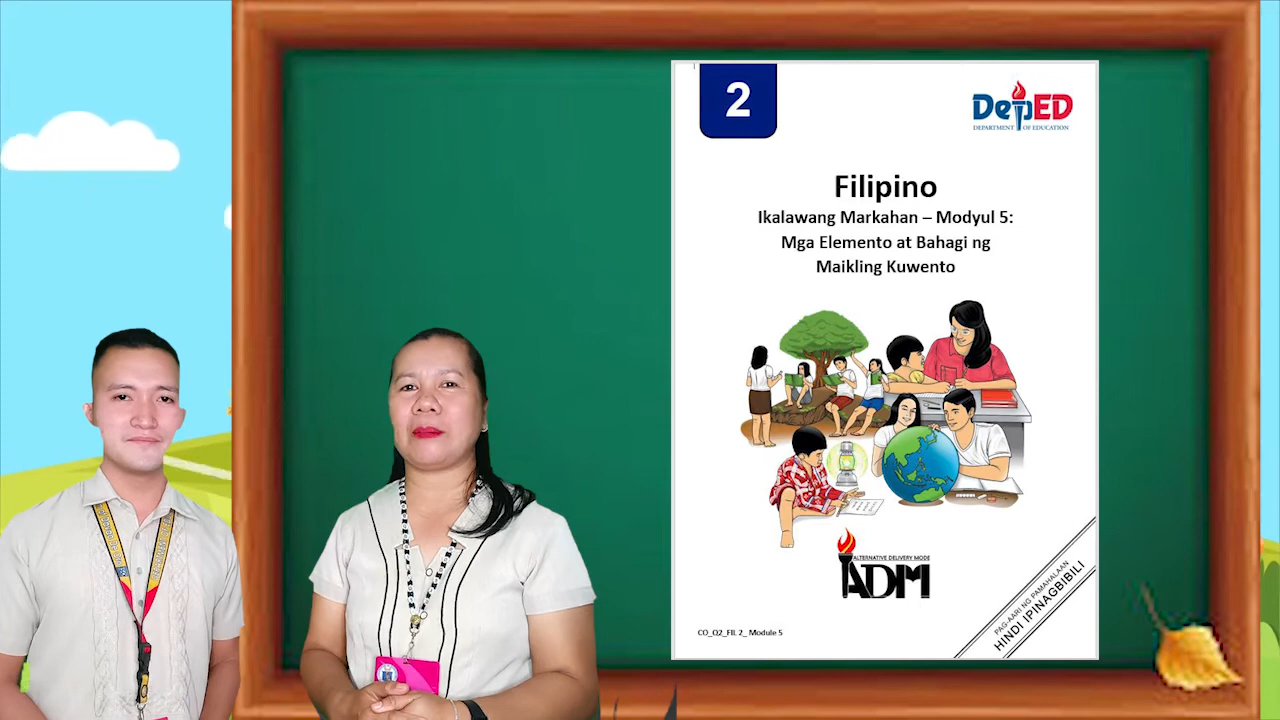 2
DepED
DEPARTMENT OF EDUCATION
Filipino
Ikalawang Markahan – Modyul 5:
Mga Elemento at Bahagi ng
Maikling Kuwento
ALTERNATIVE DELIVERY MODE
ADM
PAG-AARI NG PAMAHALAAN
HINDI IPINAGBIBILI
CO_Q2_FIL 2_ Module 5